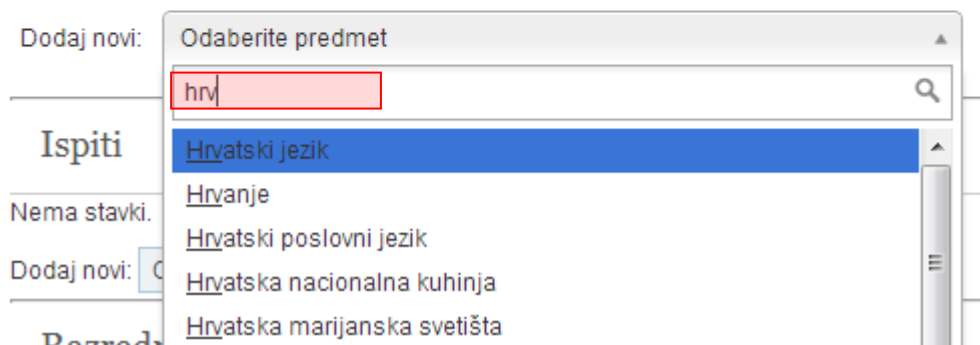 Dodaj novi: Odaberite predmet
hrv
Ispiti
Hrvatski jezik
Hrvanje
Nema stavki.
Hrvatski poslovni jezik
Dodaj novi:
Hrvatska nacionalna kuhinja
Hrvatska marijanska svetišta